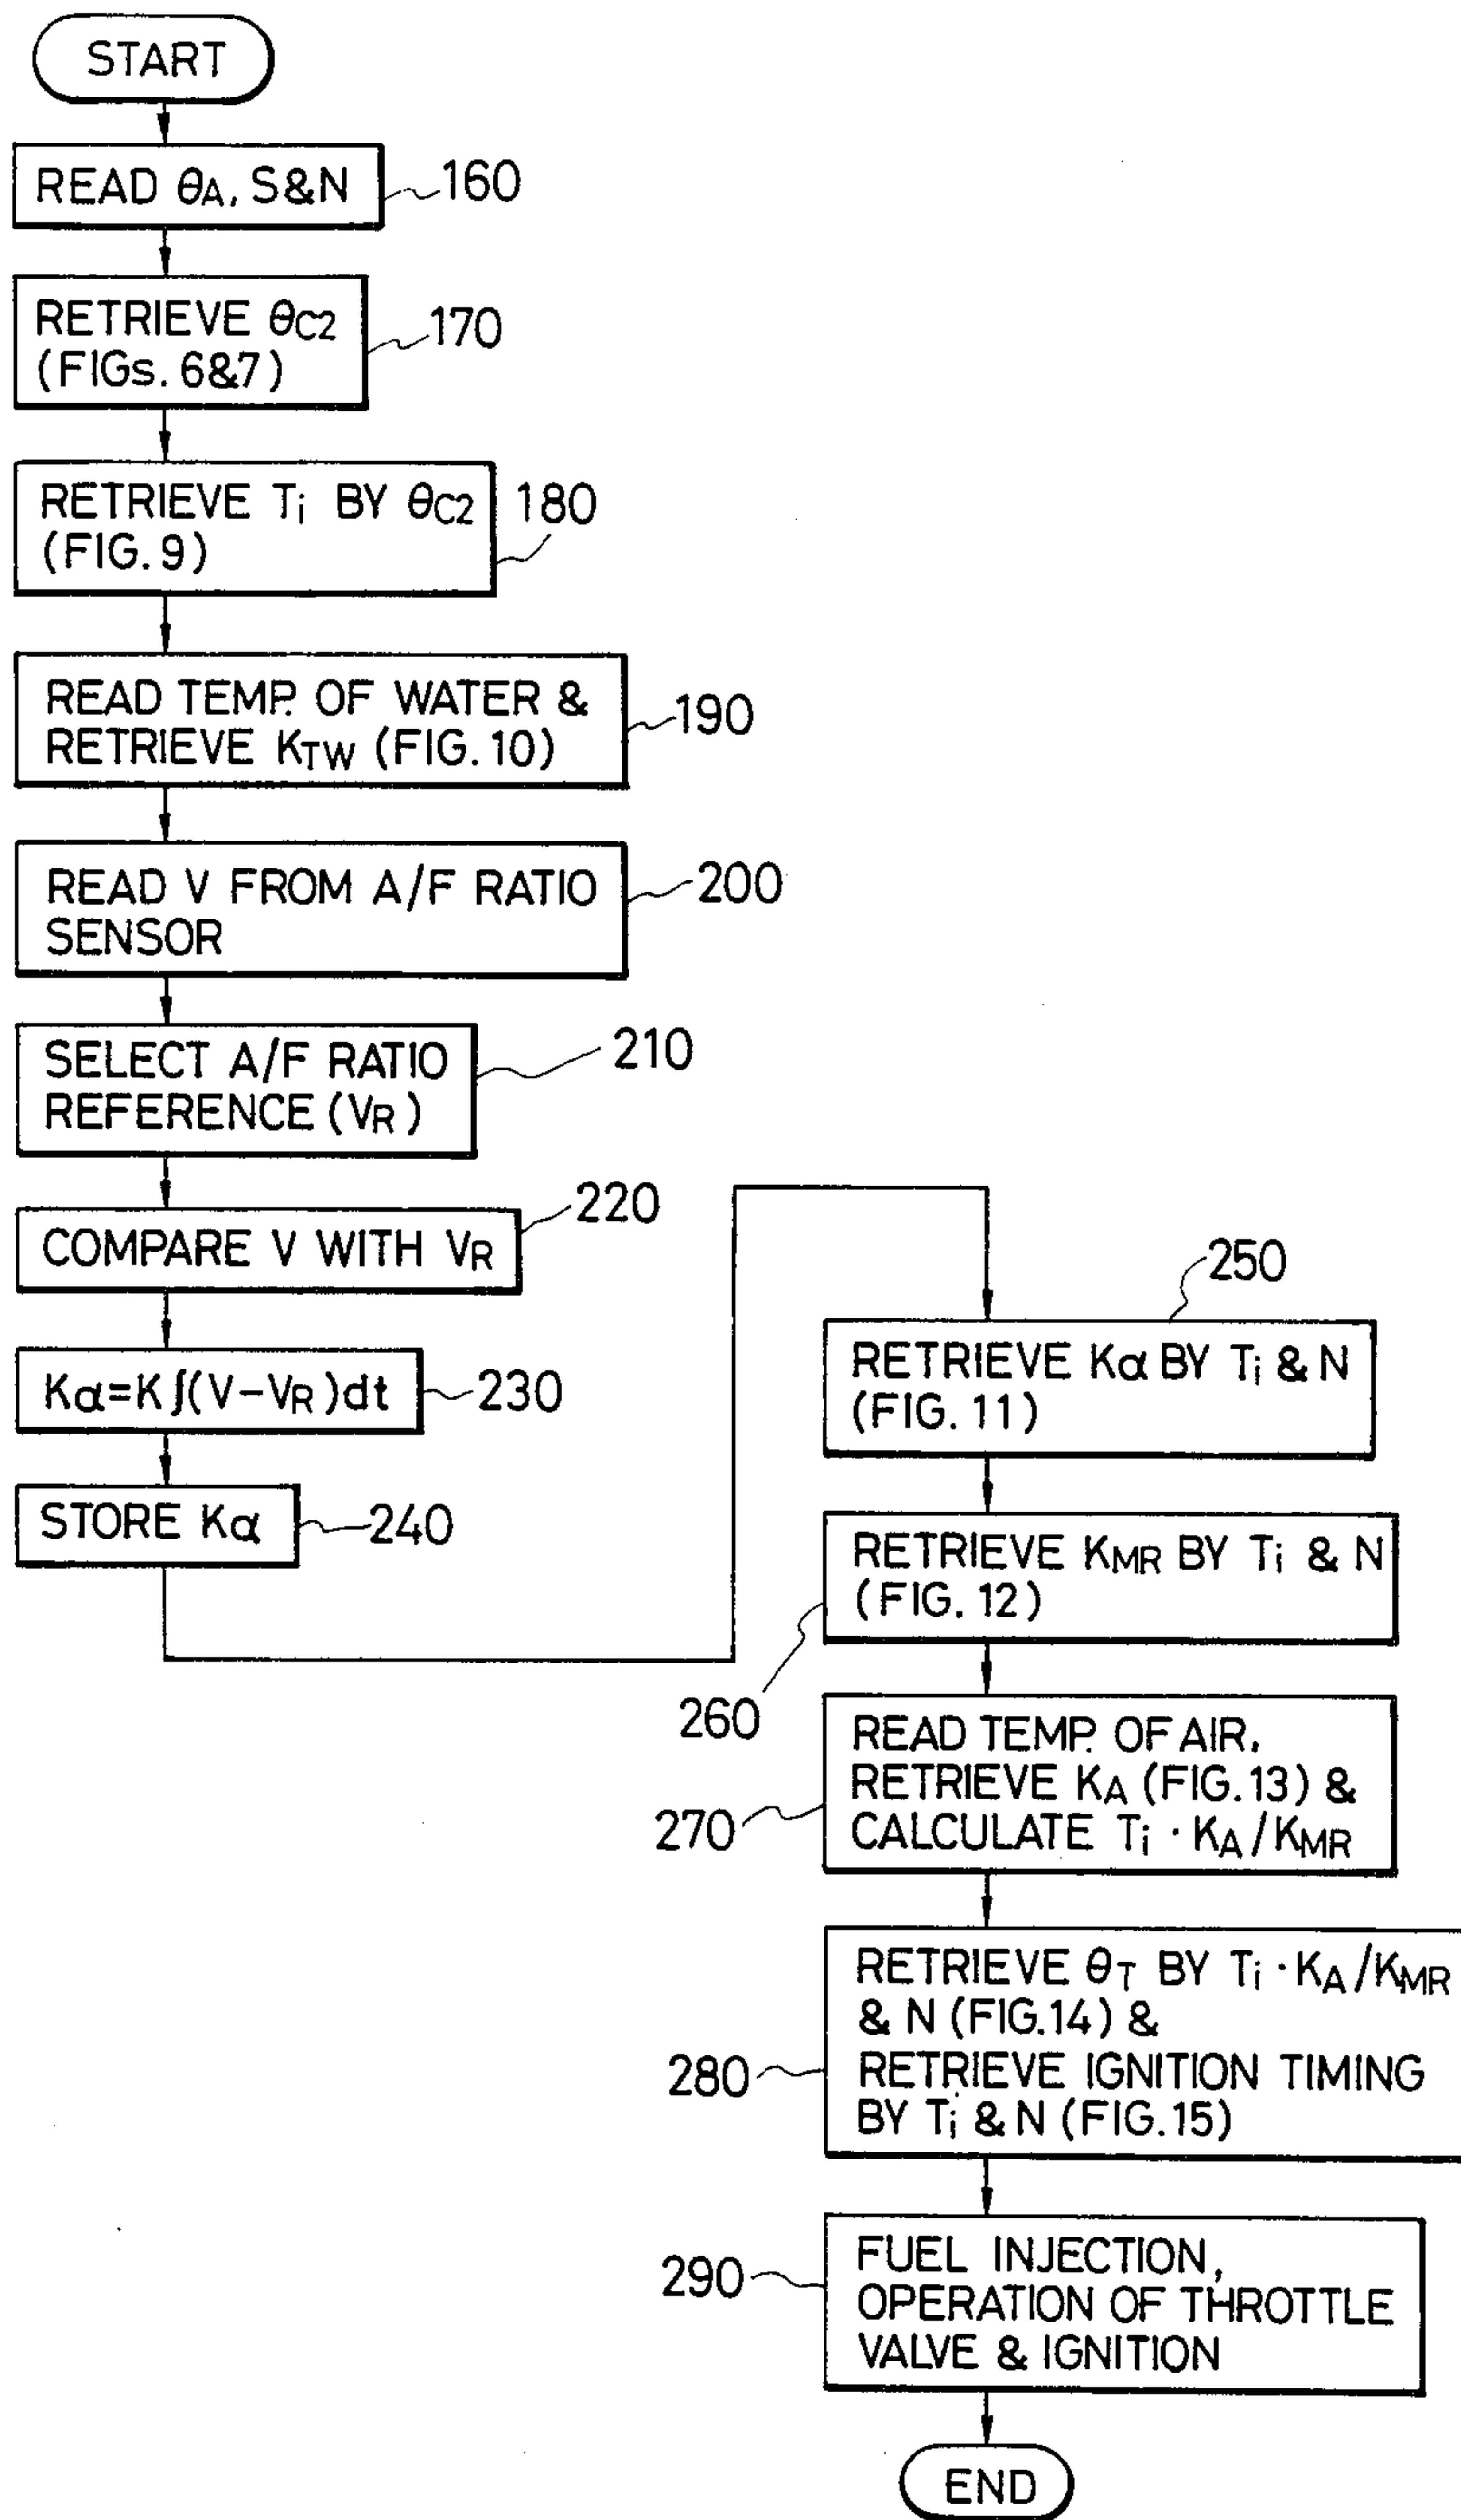 START
READ θA, S&N
160
RETRIEVE θC2
(FIGs. 6&7)
170
RETRIEVE Ti BY θC2
(FIG. 9)
180
READ TEMP. OF WATER &
RETRIEVE KTW (FIG. 10)
190
READ V FROM A/F RATIO
SENSOR
200
SELECT A/F RATIO
REFERENCE (VR)
210
COMPARE V WITH VR
220
Kα=K∫(V-VR)dt
230
STORE Kα
240
250
RETRIEVE Kα BY Ti & N
(FIG. 11)
RETRIEVE KMR BY Ti & N
(FIG. 12)
260
READ TEMP. OF AIR,
RETRIEVE KA (FIG. 13) &
CALCULATE Ti · KA/KMR
270
RETRIEVE θT BY Ti · KA/KMR
& N (FIG. 14) &
RETRIEVE IGNITION TIMING
BY Ti & N (FIG. 15)
280
FUEL INJECTION,
OPERATION OF THROTTLE
VALVE & IGNITION
290
END